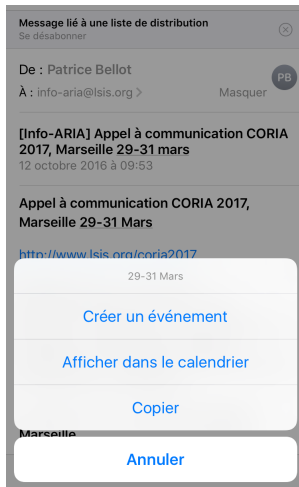 Message lié à une liste de distribution
Se désabonner
De : Patrice Bellot
PB
À : info-aria@lsis.org >
Masquer
[Info-ARIA] Appel à communication CORIA
2017, Marseille 29-31 mars
12 octobre 2016 à 09:53
Appel à communication CORIA 2017,
Marseille 29-31 Mars
http://www.lsis.org/coria2017
29-31 Mars
Créer un événement
Afficher dans le calendrier
Copier
Marseille
Annuler